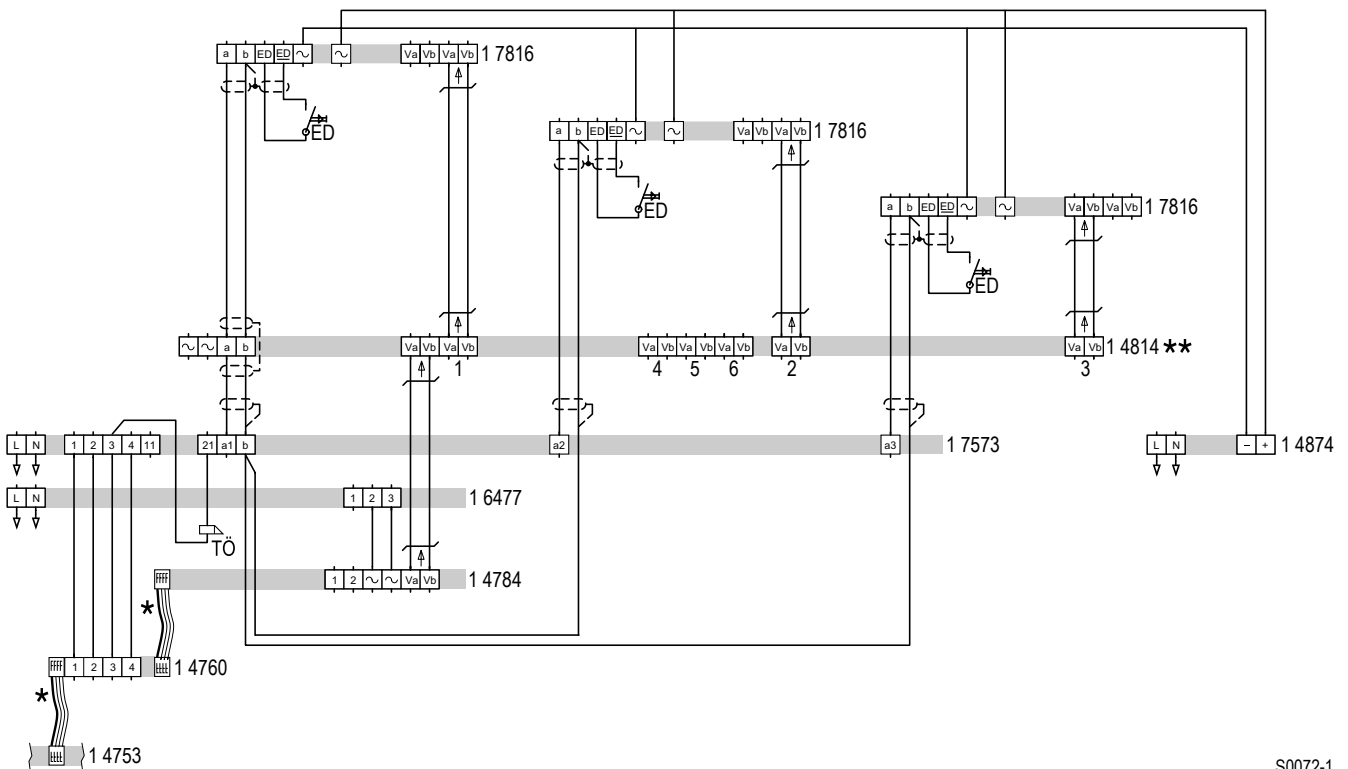 a b ED ED ~ ~ Va Vb Va Vb 1 7816
ED
a b ED ED ~ ~ Va Vb Va Vb 1 7816
ED
a b ED ED ~ ~ Va Vb Va Vb 1 7816
ED
~ ~ a b Va Vb Va Vb Va Vb Va Vb Va Vb Va Vb Va Vb 1 4814 **
1 4 5 6 2 3
L N 1 2 3 4 11 21 a1 b a2 a3 1 7573 L N – + 1 4874
L N 1 2 3 1 6477
TÖ
1 2 ~ ~ Va Vb 1 4784
*
1 2 3 4 1 4760
*
1 4753
S0072-1